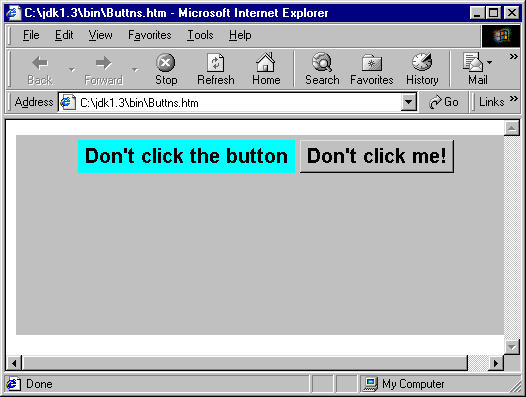 C:\jdk1.3\bin\Buttns.htm - Microsoft Internet Explorer
File Edit View Favorites Tools Help
Back Forward Stop Refresh Home Search Favorites History Mail »
Address C:\jdk1.3\bin\Buttns.htm Go Links »
Don't click the button Don't click me!
Done My Computer